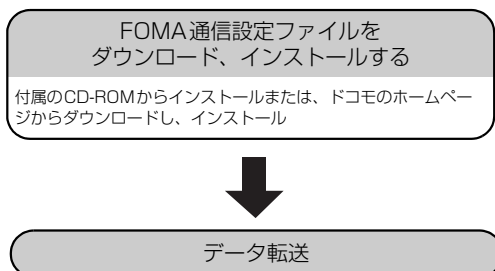 FOMA通信設定ファイルを
ダウンロード、インストールする
付属のCD-ROMからインストールまたは、ドコモのホームペー
ジからダウンロードし、インストール
データ転送